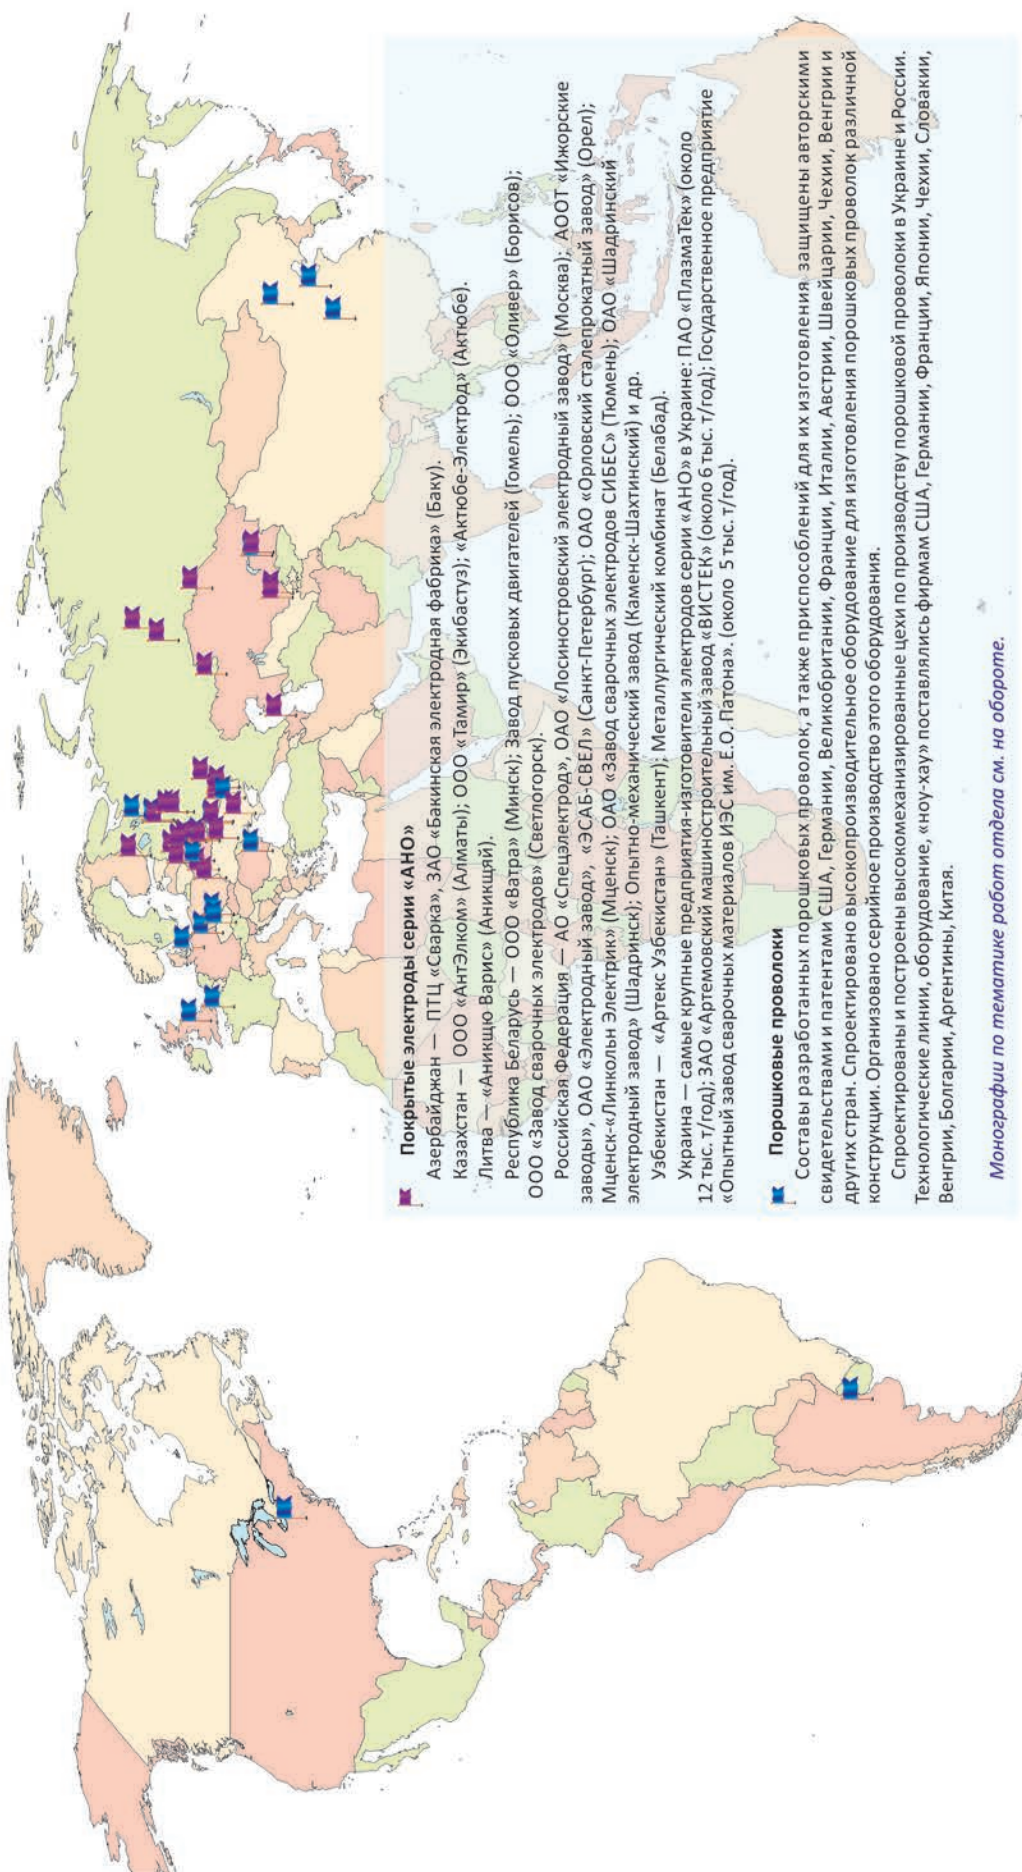 Покрытые электроды серии «АНО»
Азербайджан — ПТЦ «Сварка», ЗАО «Бакинская электродная фабрика» (Баку).
Казахстан — ООО «АнтЭлком» (Алматы); ООО «Тамир» (Экибастуз); «Актюбе-Электрод» (Актюбе).
Литва — «Аникщю Варис» (Аникщяй).
Республика Беларусь — ООО «Ватра» (Минск); Завод пусковых двигателей (Гомель); ООО «Оливер» (Борисов);
ООО «Завод сварочных электродов» (Светлогорск).
Российская Федерация — АО «Спецэлектрод», ОАО «Лосиностровский электродный завод» (Москва); АООТ «Ижорские
заводы», ОАО «Электродный завод», «ЭСАБ-СВЕЛ» (Санкт-Петербург); ОАО «Орловский сталепрокатный завод» (Орел);
Мценск-«Линкольн Электрик» (Мценск); ОАО «Завод сварочных электродов СИБЕС» (Тюмень); ОАО «Шадринский
электродный завод» (Шадринск); Опытно-механический завод (Каменск-Шахтинский) и др.
Узбекистан — «Артекс Узбекистан» (Ташкент); Металлургический комбинат (Белабад).
Украина — самые крупные предприятия-изготовители электродов серии «АНО» в Украине: ПАО «ПлазмаТек» (около
12 тыс. т/год); ЗАО «Артемовский машиностроительный завод «ВИСТЕК» (около 6 тыс. т/год); Государственное предприятие
«Опытный завод сварочных материалов ИЭС им. Е.О. Патона». (около 5 тыс. т/год).
Порошковые проволоки
Составы разработанных порошковых проволок, а также приспособлений для их изготовления, защищены авторскими
свидетельствами и патентами США, Германии, Великобритании, Франции, Италии, Австрии, Швейцарии, Чехии, Венгрии и
других стран. Спроектировано высокопроизводительное оборудование для изготовления порошковых проволок различной
конструкции. Организовано серийное производство этого оборудования.
Спроектированы и построены высокомеханизированные цехи по производству порошковой проволоки в Украине и России.
Технологические линии, оборудование, «ноу-хау» поставлялись фирмам США, Германии, Франции, Японии, Чехии, Словакии,
Венгрии, Болгарии, Аргентины, Китая.
Монографии по тематике работ отдела см. на обороте.